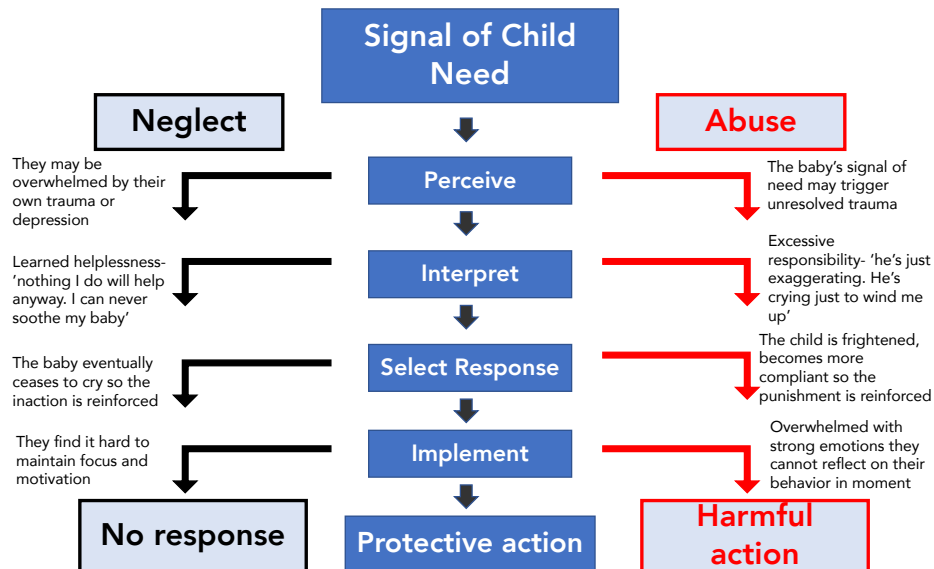 Signal of Child
Need
Neglect
Abuse
They may be
overwhelmed by their
own trauma or
depression
Perceive
The baby’s signal of
need may trigger
unresolved trauma
Learned helplessness-
‘nothing I do will help
anyway. I can never
soothe my baby’
Interpret
Excessive
responsibility- ‘he’s just
exaggerating. He’s
crying just to wind me
up’
The baby eventually
ceases to cry so the
inaction is reinforced
Select Response
The child is frightened,
becomes more
compliant so the
punishment is reinforced
They find it hard to
maintain focus and
motivation
Implement
Overwhelmed with
strong emotions they
cannot reflect on their
behavior in moment
No response
Protective action
Harmful
action